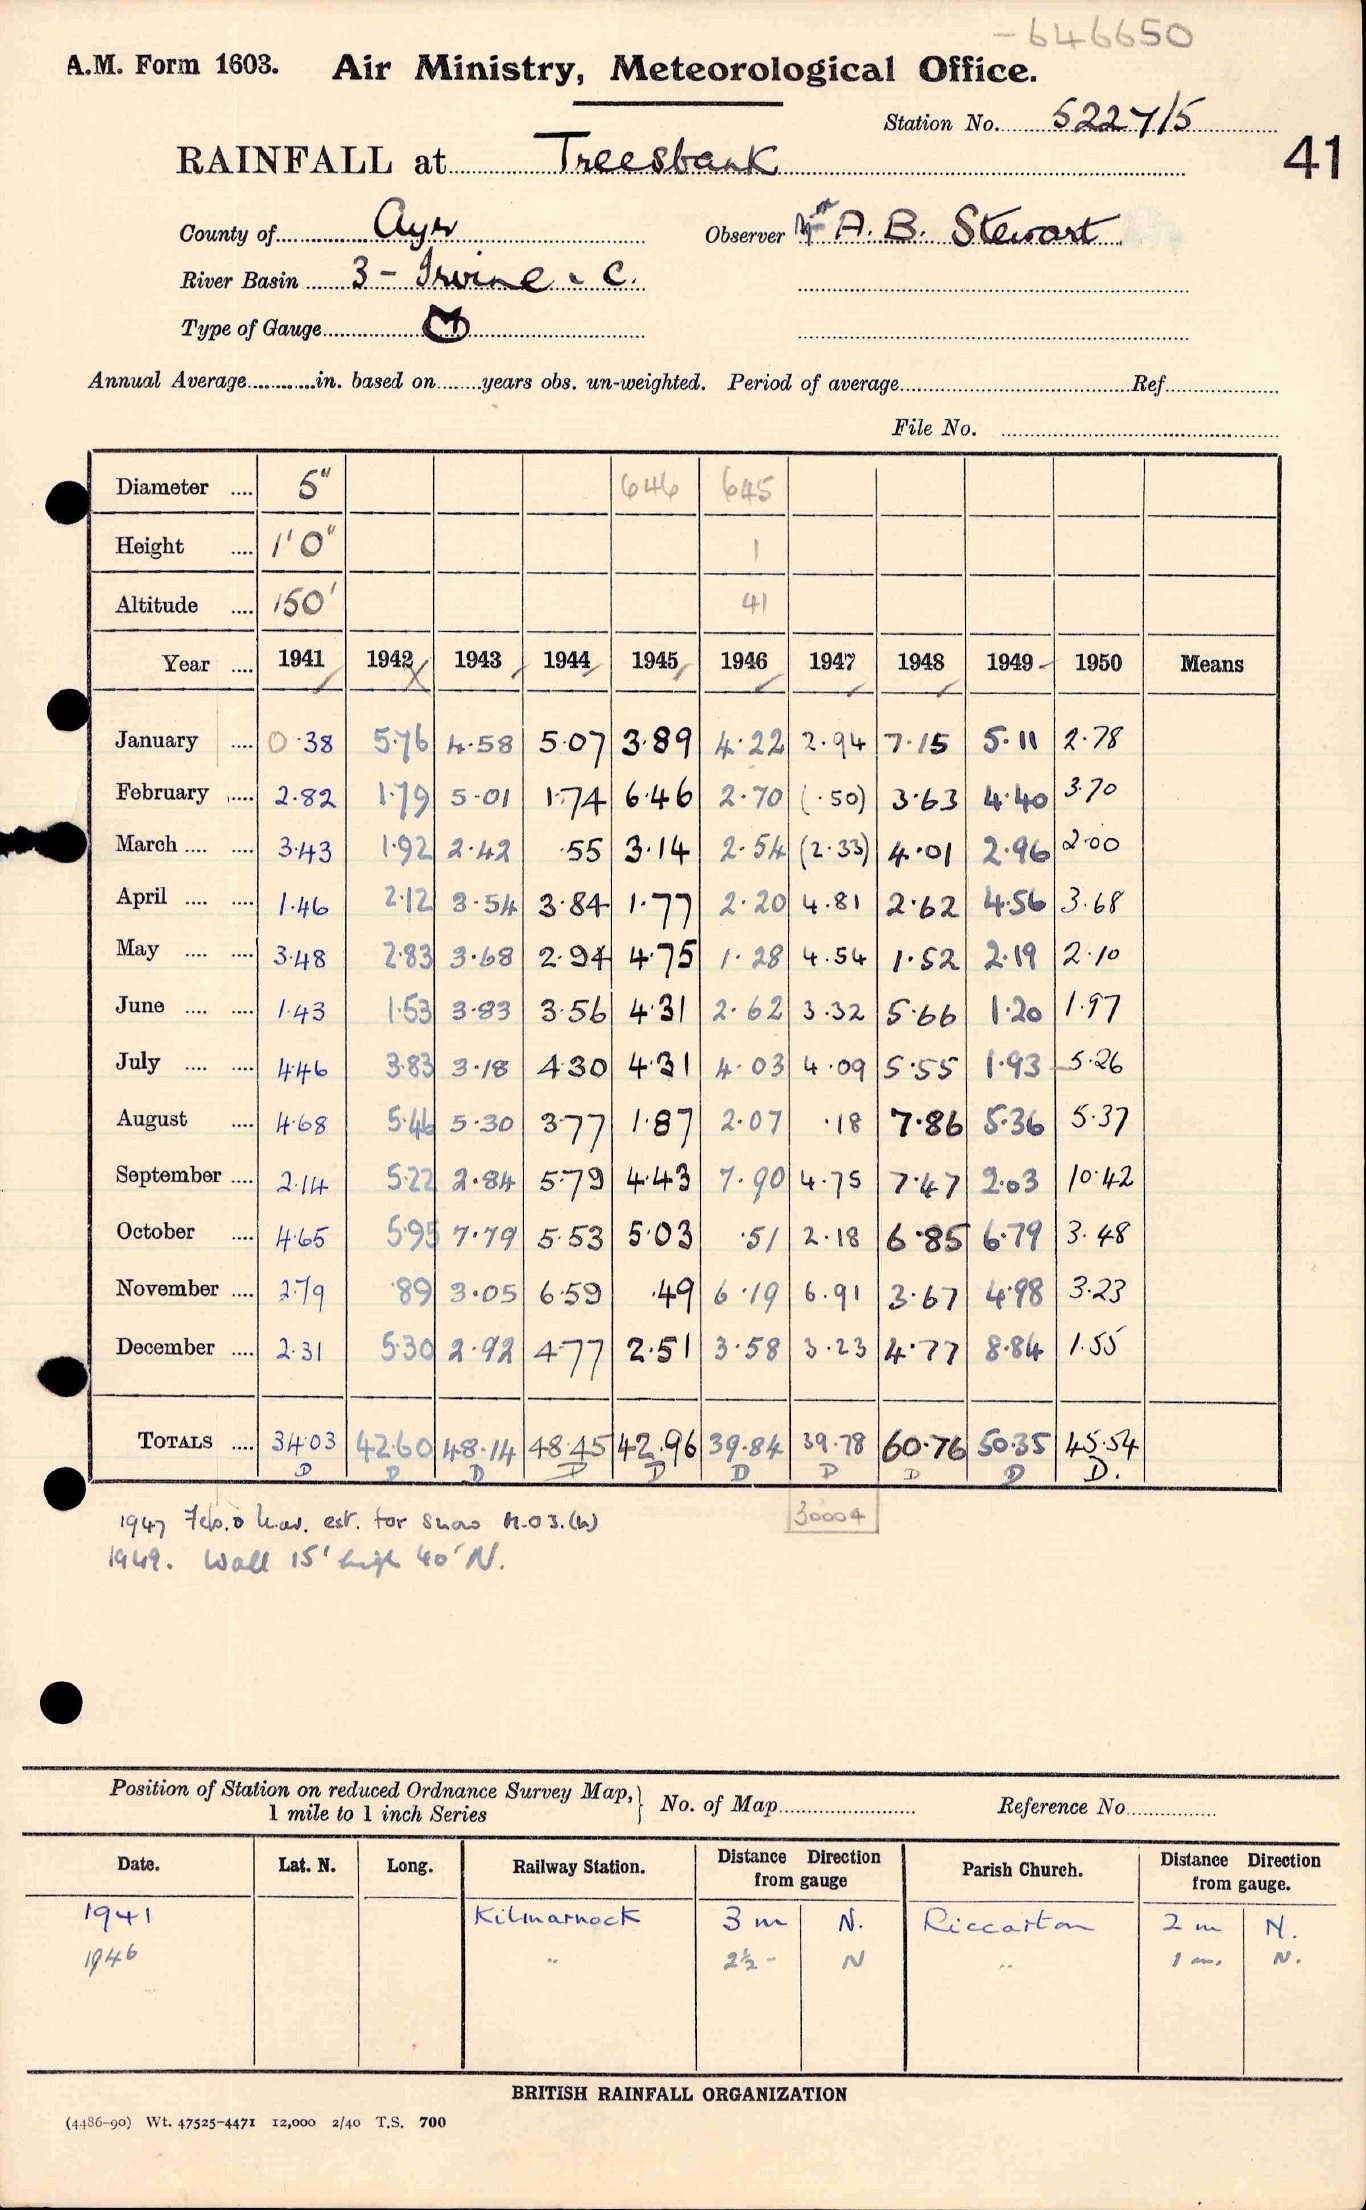 -646650
A.M. Form 1603. Air Ministry, Meteorological Office.
Station No. 5227/5
41
RAINFALL at Treesbank
County of Ayr Observer A. B. Stewart
River Basin 3 - Irvine & C.
Type of Gauge M
Annual Average in. based on years obs. un-weighted. Period of average Ref
File No.
Diameter 5" 646 645
Height 1'0" 1
Altitude 150' 41
Year 1941 1942 1943 1944 1945 1946 1947 1948 1949 1950 Means
January 0.38 5.76 4.58 5.07 3.89 4.22 2.94 7.15 5.11 2.78
February 2.82 1.79 5.01 1.74 6.46 2.70 (.50) 3.63 4.40 3.70
March 3.43 1.92 2.42 .55 3.14 2.54 (2.33) 4.01 2.96 2.00
April 1.46 2.12 3.54 3.84 1.77 2.20 4.81 2.62 4.56 3.68
May 3.48 2.83 3.68 2.94 4.75 1.28 4.54 1.52 2.19 2.10
June 1.43 1.53 3.83 3.56 4.31 2.62 3.32 5.66 1.20 1.97
July 4.46 3.83 3.18 4.30 4.31 4.03 4.09 5.55 1.93 5.26
August 4.68 5.46 5.30 3.77 1.87 2.07 .18 7.86 5.36 5.37
September 2.14 5.22 2.84 5.79 4.43 7.90 4.75 7.47 2.03 10.42
October 4.65 5.95 7.79 5.53 5.03 .51 2.18 6.85 6.79 3.48
November 2.79 .89 3.05 6.59 .49 6.19 6.91 3.67 4.98 3.23
December 2.31 5.30 2.92 4.77 2.51 3.58 3.23 4.77 8.84 1.55
TOTALS 34.03 42.60 48.14 48.45 42.96 39.84 39.78 60.76 50.35 45.54
D D D D D D D D D D.
1947 Feb. & Mar. est. for snow M.O3.(b)
30004
1949. Wall 15' high 40' N.
Position of Station on reduced Ordnance Survey Map, 1 mile to 1 inch Series } No. of Map Reference No
Date. Lat. N. Long. Railway Station. Distance Direction from gauge Parish Church. Distance Direction from gauge.
1941 Kilmarnock 3 m N. Riccarton 2 m N.
1946 " 2½ - N " 1 m. N.
BRITISH RAINFALL ORGANIZATION
(4486-90) Wt. 47525-4471 12,000 2/40 T.S. 700